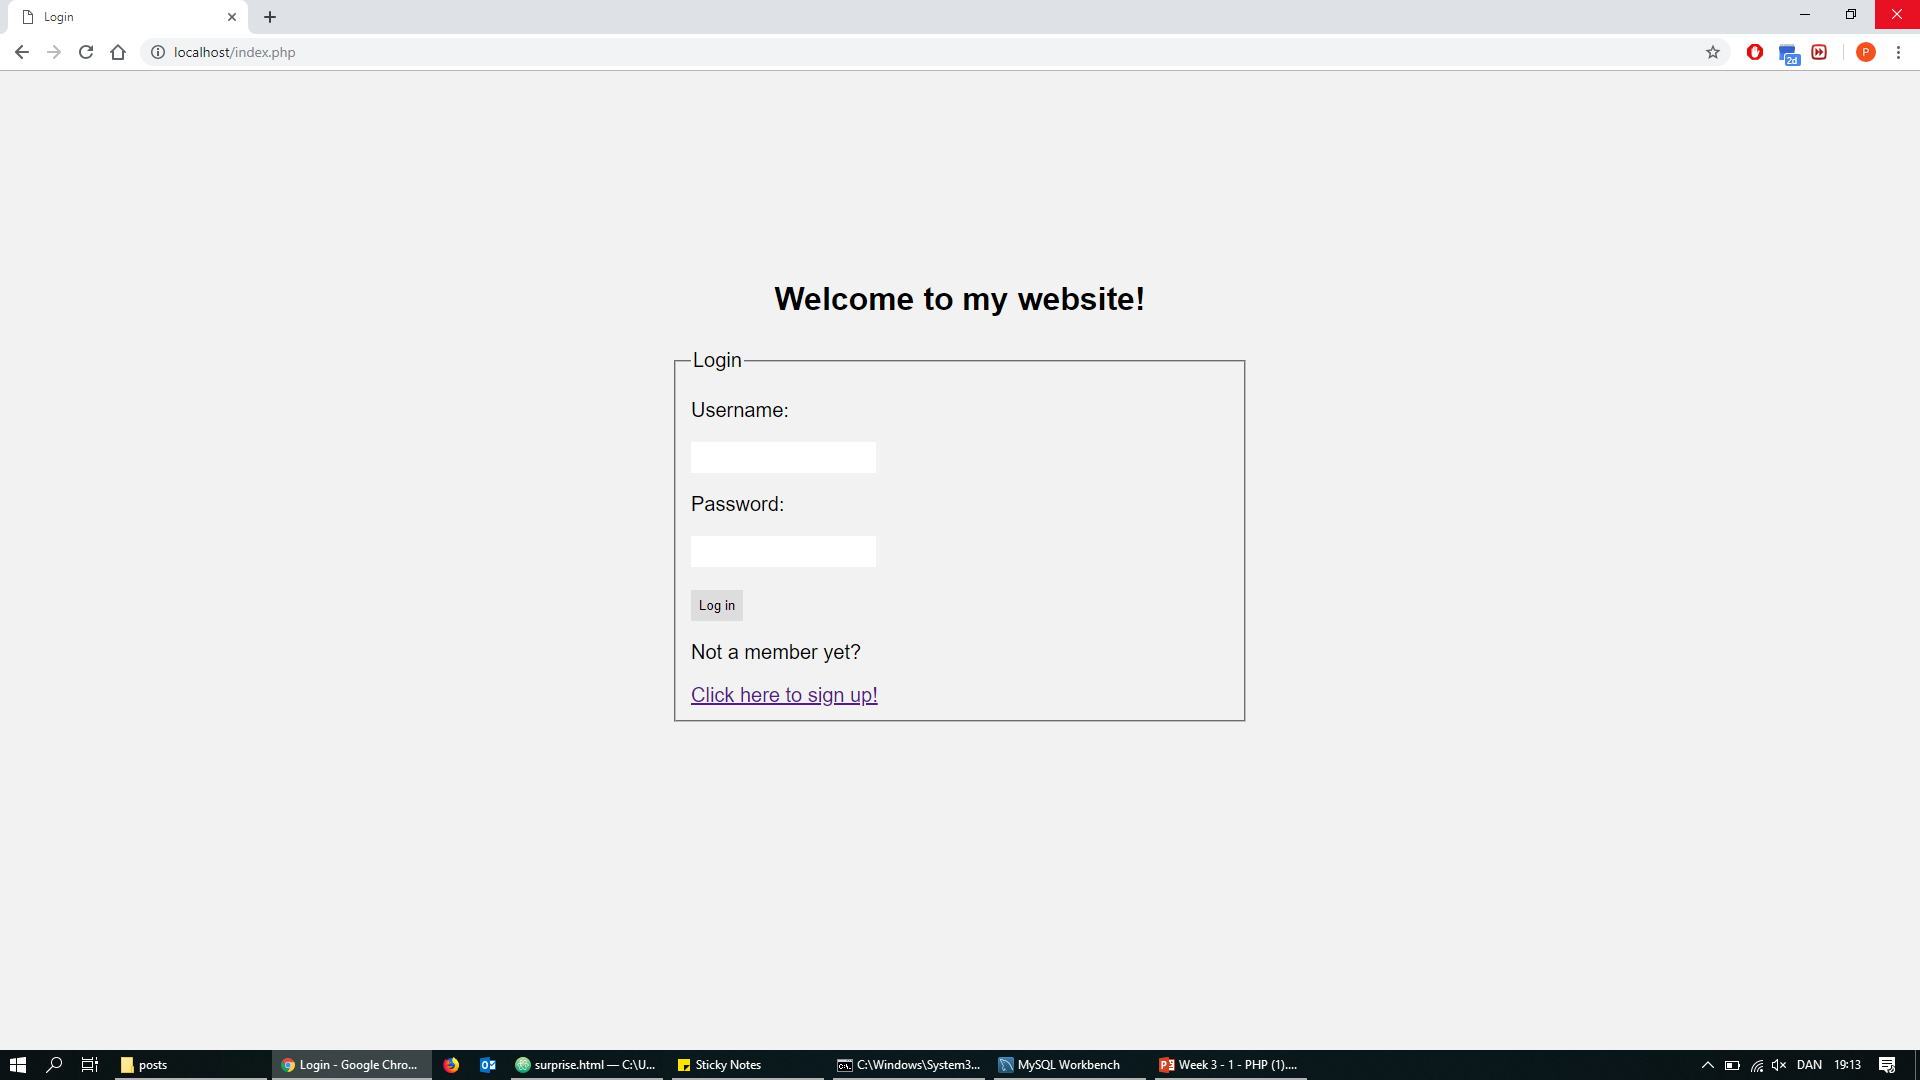 Login
localhost/index.php
2d
P
Welcome to my website!
Login
Username:
Password:
Log in
Not a member yet?
Click here to sign up!
posts
Login - Google Chro...
surprise.html — C:\U...
Sticky Notes
C:\Windows\System3...
MySQL Workbench
Week 3 - 1 - PHP (1)....
DAN
19:13